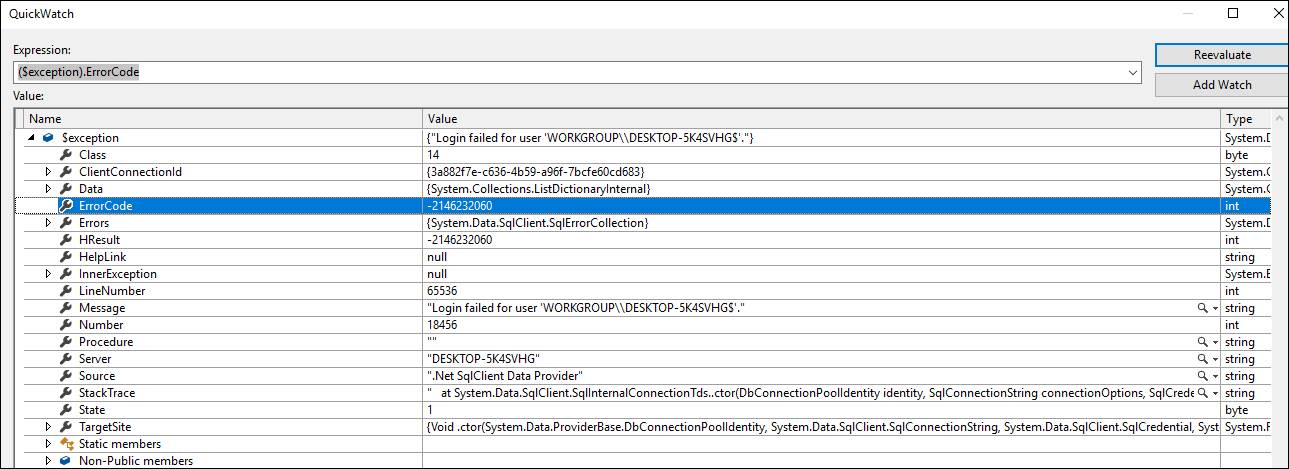 QuickWatch
Expression:
($exception).ErrorCode
Reevaluate
Add Watch
Value:
Name Value Type
$exception {"Login failed for user 'WORKGROUP\\DESKTOP-5K4SVHG$'."} System.D
Class 14 byte
ClientConnectionId {3a882f7e-c636-4b59-a96f-7bcfe60cd683} System.G
Data {System.Collections.ListDictionaryInternal} System.C
ErrorCode -2146232060 int
Errors {System.Data.SqlClient.SqlErrorCollection} System.D
HResult -2146232060 int
HelpLink null string
InnerException null System.E
LineNumber 65536 int
Message "Login failed for user 'WORKGROUP\\DESKTOP-5K4SVHG$'." string
Number 18456 int
Procedure "" string
Server "DESKTOP-5K4SVHG" string
Source ".Net SqlClient Data Provider" string
StackTrace "   at System.Data.SqlClient.SqlInternalConnectionTds..ctor(DbConnectionPoolIdentity identity, SqlConnectionString connectionOptions, SqlCrede string
State 1 byte
TargetSite {Void .ctor(System.Data.ProviderBase.DbConnectionPoolIdentity, System.Data.SqlClient.SqlConnectionString, System.Data.SqlClient.SqlCredential, Syst System.R
Static members
Non-Public members